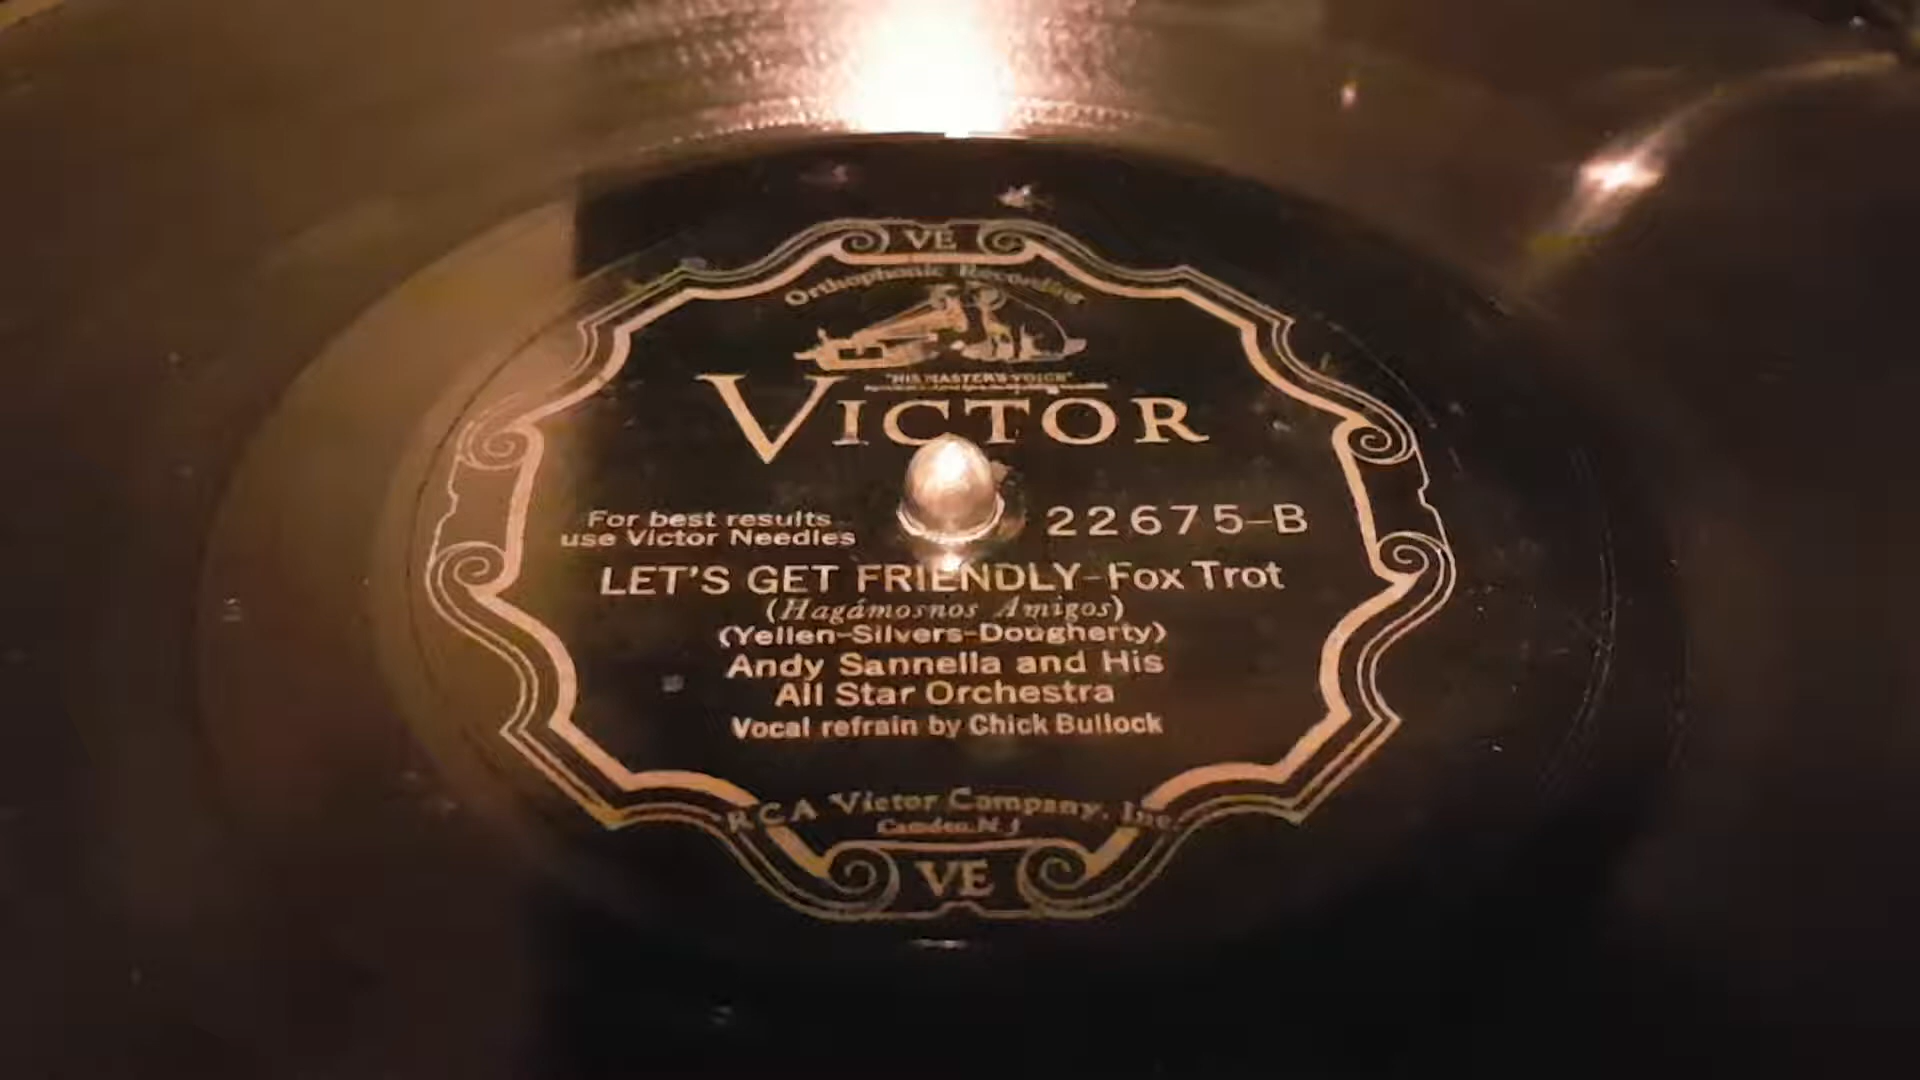 VE
Orthophonic Recording
"HIS MASTER'S VOICE"
VICTOR
For best results
use Victor Needles
22675-B
LET'S GET FRIENDLY-Fox Trot
(Hagámosnos Amigos)
(Yellen-Silvers-Dougherty)
Andy Sannella and His
All Star Orchestra
Vocal refrain by Chick Bullock
RCA Victor Company, Inc.
Camden, N.J.
VE